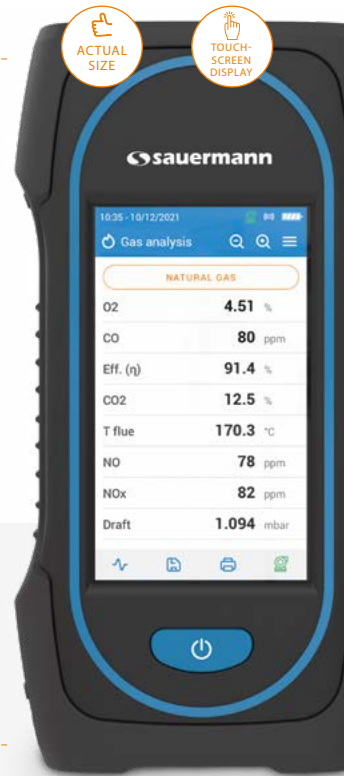 ACTUAL
SIZE
TOUCH-
SCREEN
DISPLAY
sauermann
10:35 - 10/12/2021
Gas analysis
NATURAL GAS
O2 4.51 %
CO 80 ppm
Eff. (η) 91.4 %
CO2 12.5 %
T flue 170.3 °C
NO 78 ppm
NOx 82 ppm
Draft 1.094 mbar